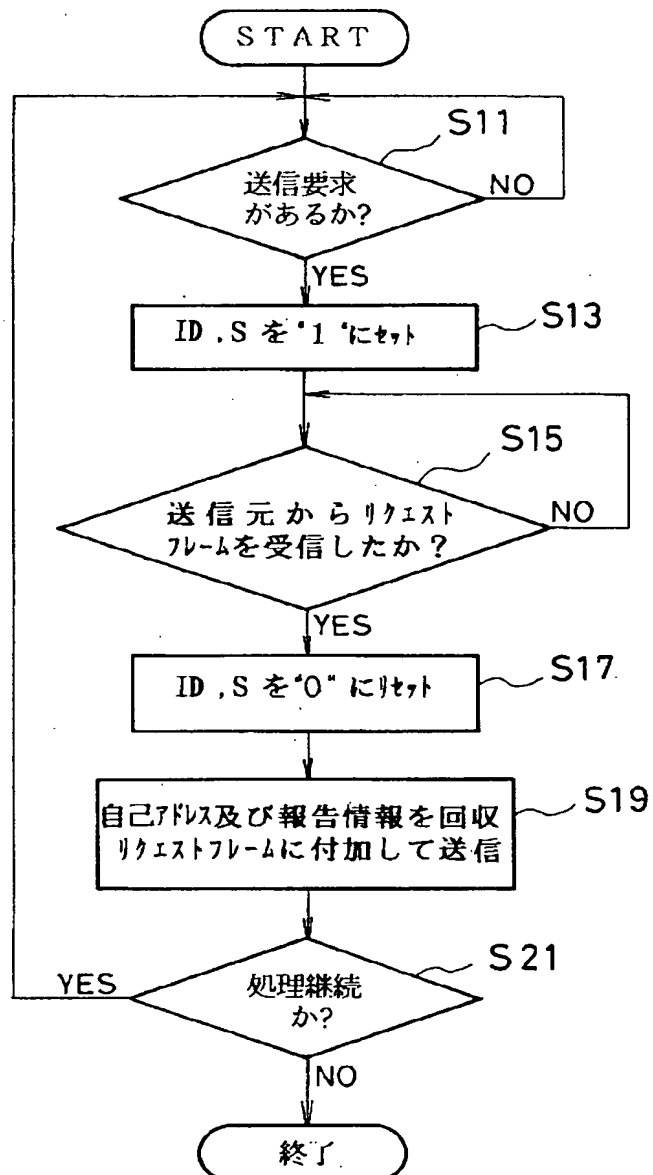 START
S11
送信要求
があるか?
NO
YES
ID,Sを"1"にセット
S13
S15
送信元からリクエスト
フレームを受信したか?
NO
YES
ID,Sを"0"にリセット
S17
自己アドレス及び報告情報を回収
リクエストフレームに付加して送信
S19
S21
処理継続
か?
YES
NO
終了